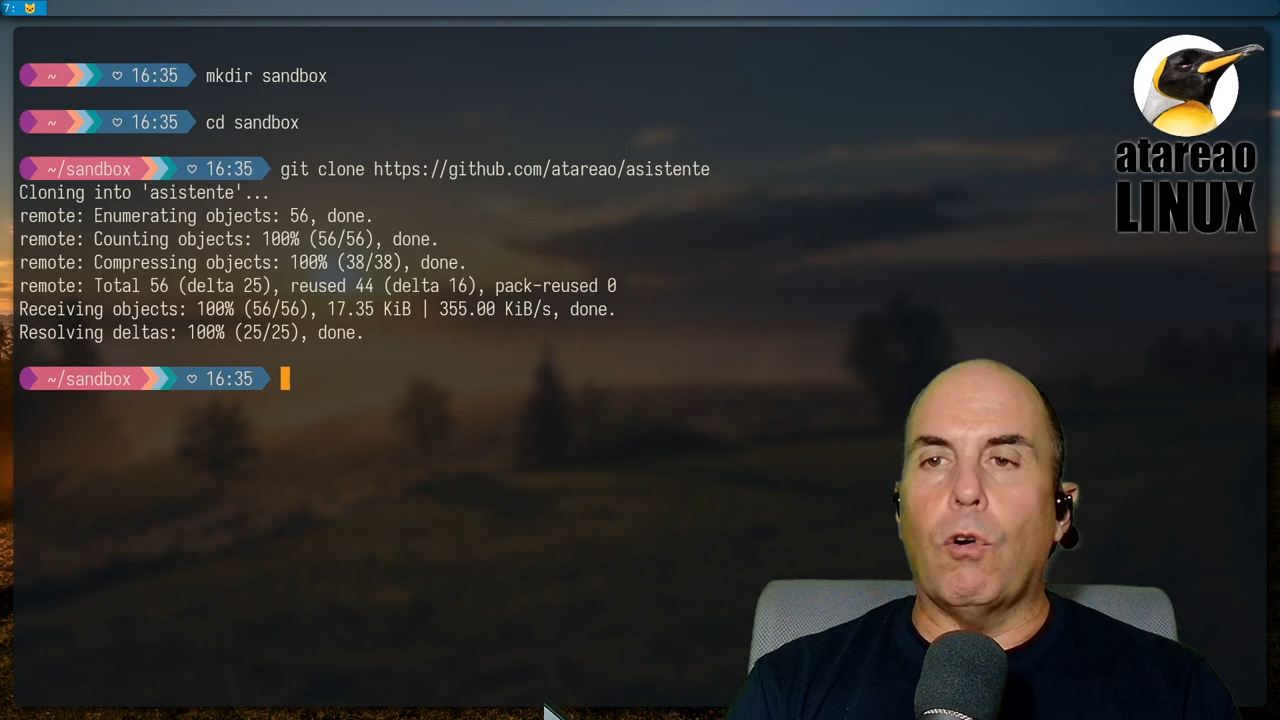 7:
~ ♡ 16:35 mkdir sandbox
~ ♡ 16:35 cd sandbox
~/sandbox ♡ 16:35 git clone https://github.com/atareao/asistente
Cloning into 'asistente'...
remote: Enumerating objects: 56, done.
remote: Counting objects: 100% (56/56), done.
remote: Compressing objects: 100% (38/38), done.
remote: Total 56 (delta 25), reused 44 (delta 16), pack-reused 0
Receiving objects: 100% (56/56), 17.35 KiB | 355.00 KiB/s, done.
Resolving deltas: 100% (25/25), done.
~/sandbox ♡ 16:35
atareao
LINUX